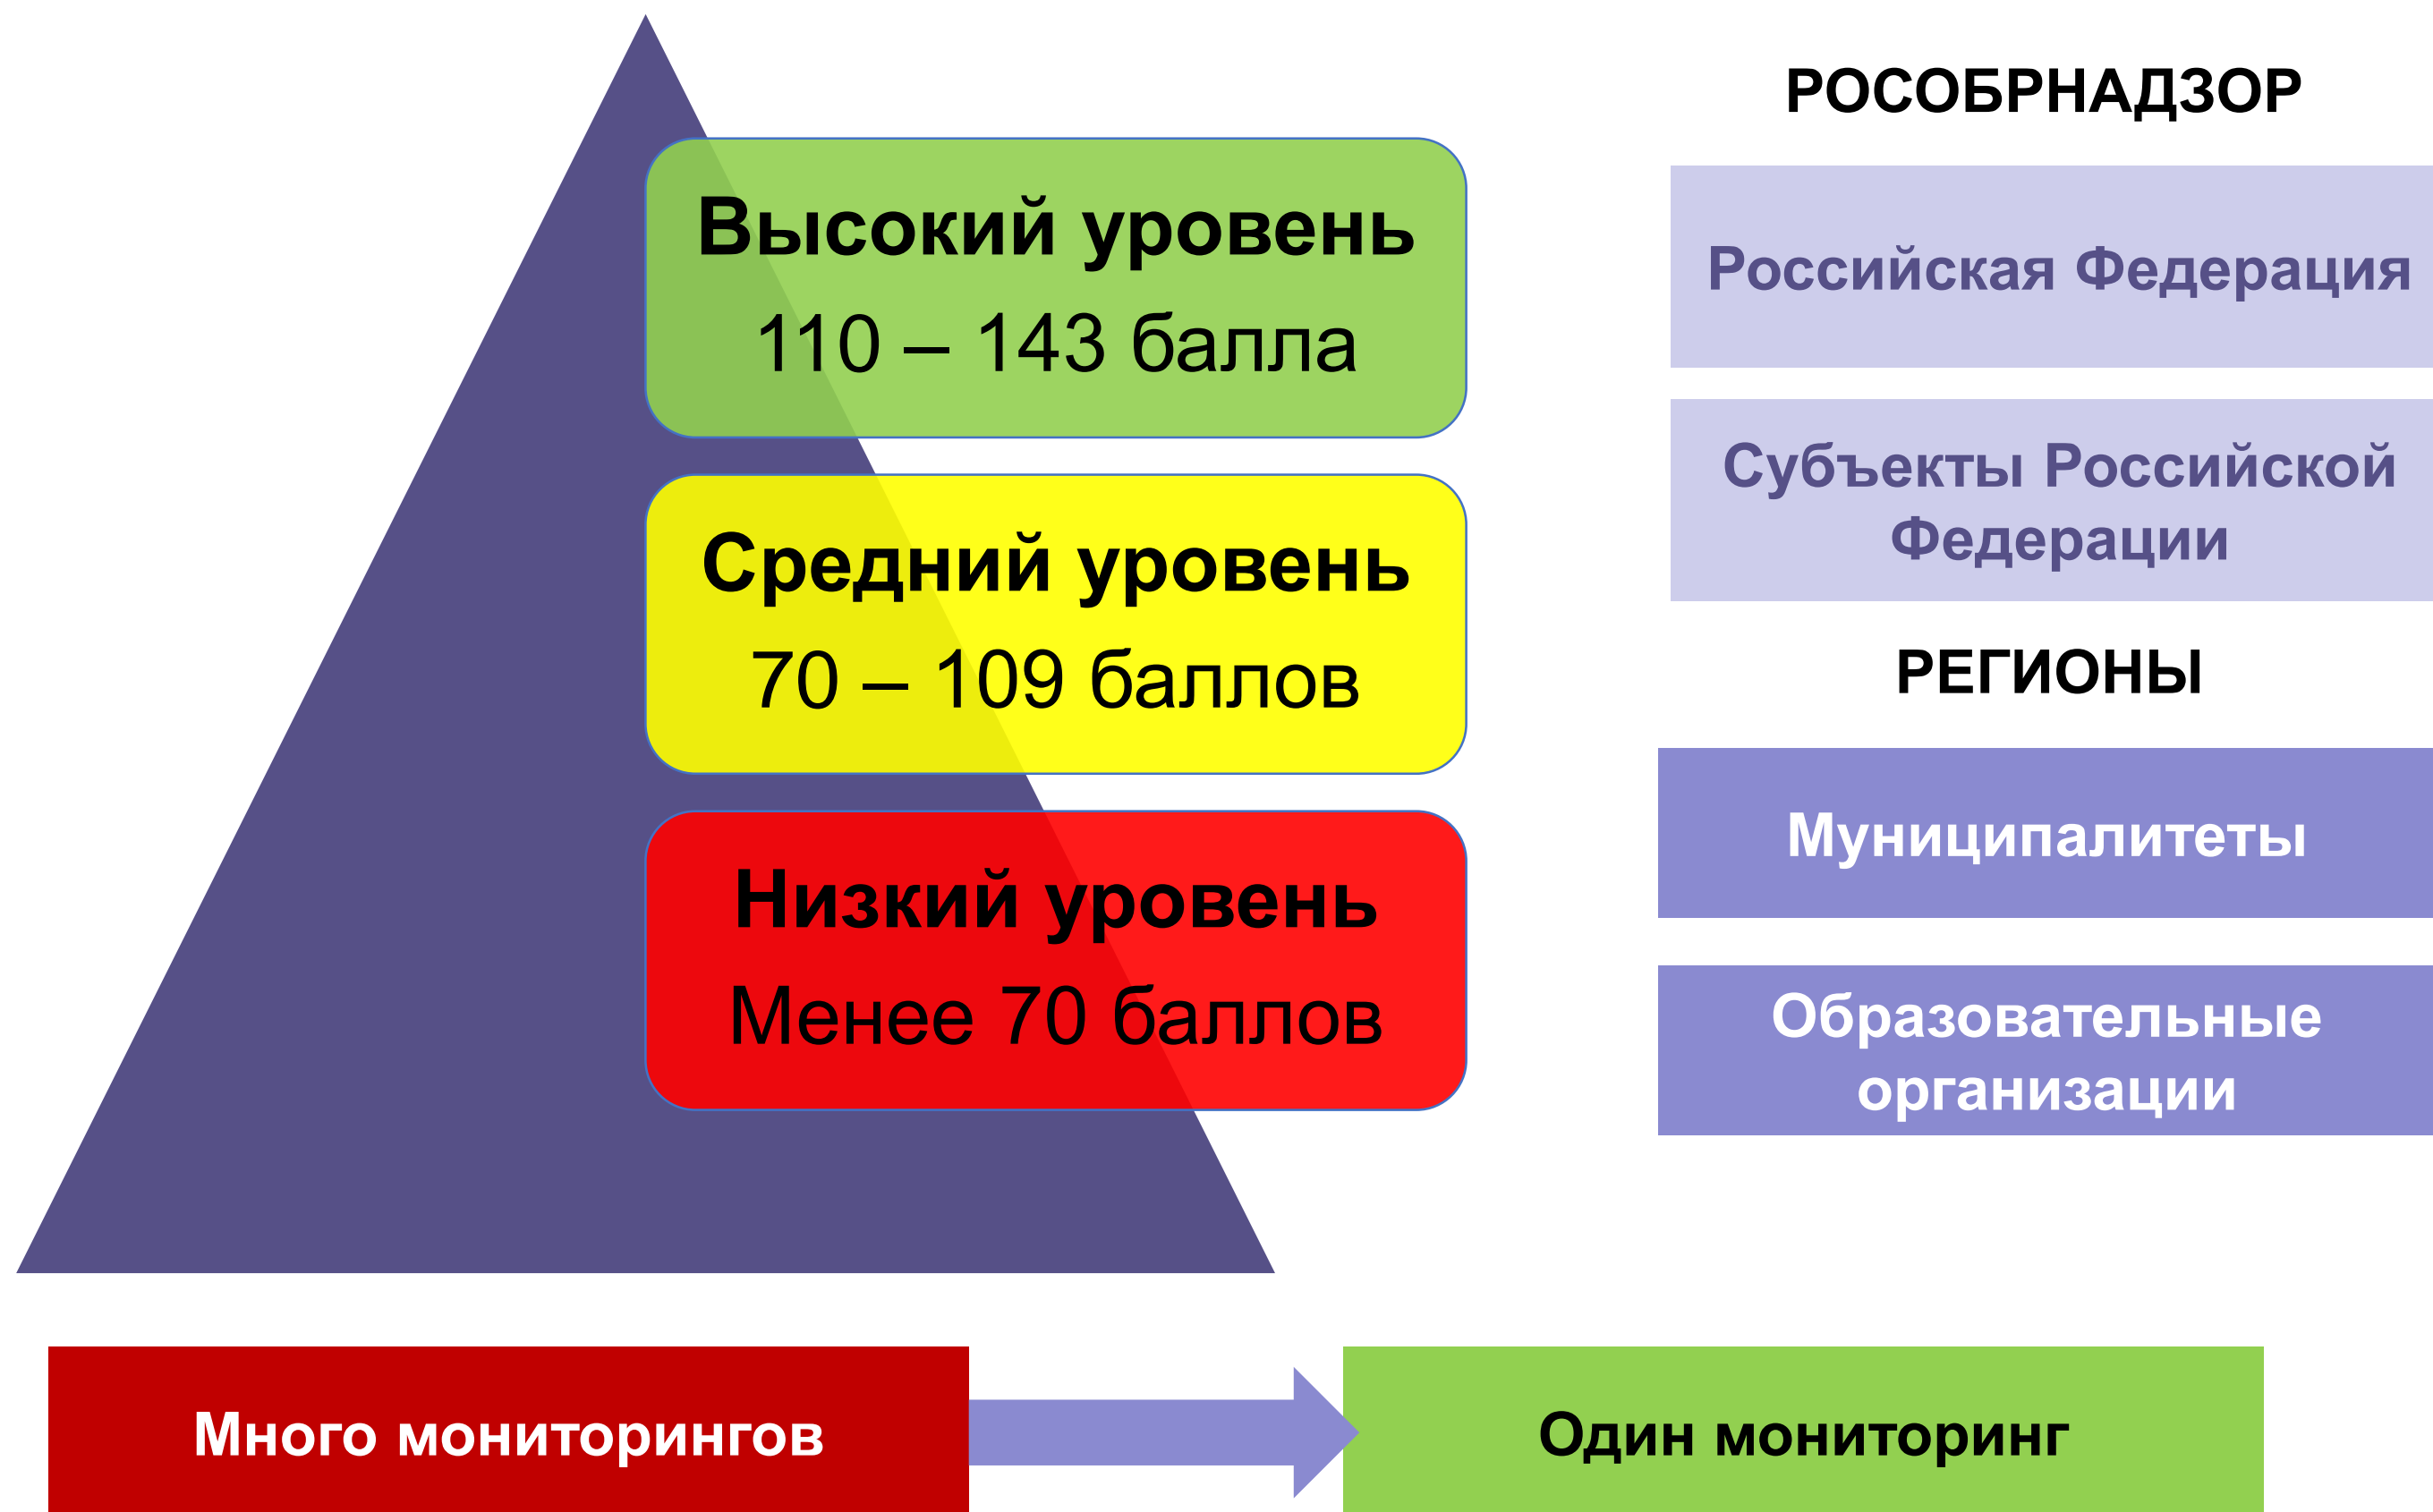 Высокий уровень
110 – 143 балла
Средний уровень
70 – 109 баллов
Низкий уровень
Менее 70 баллов
РОСОБРНАДЗОР
Российская Федерация
Субъекты Российской
Федерации
РЕГИОНЫ
Муниципалитеты
Образовательные
организации
Много мониторингов
Один мониторинг